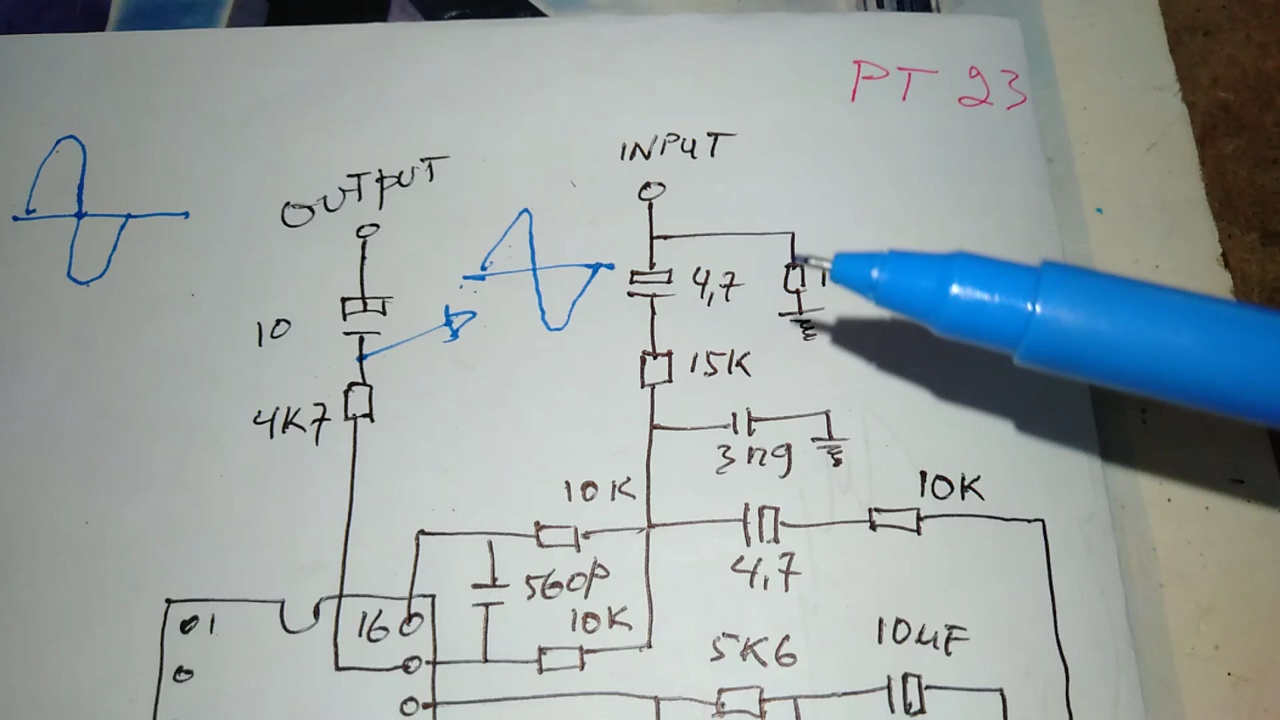 PT 23
INPUT
OUTPUT
4,7
10
15K
4K7
3n9
10K
10K
4,7
560P
10K
1
16
5K6
10uF